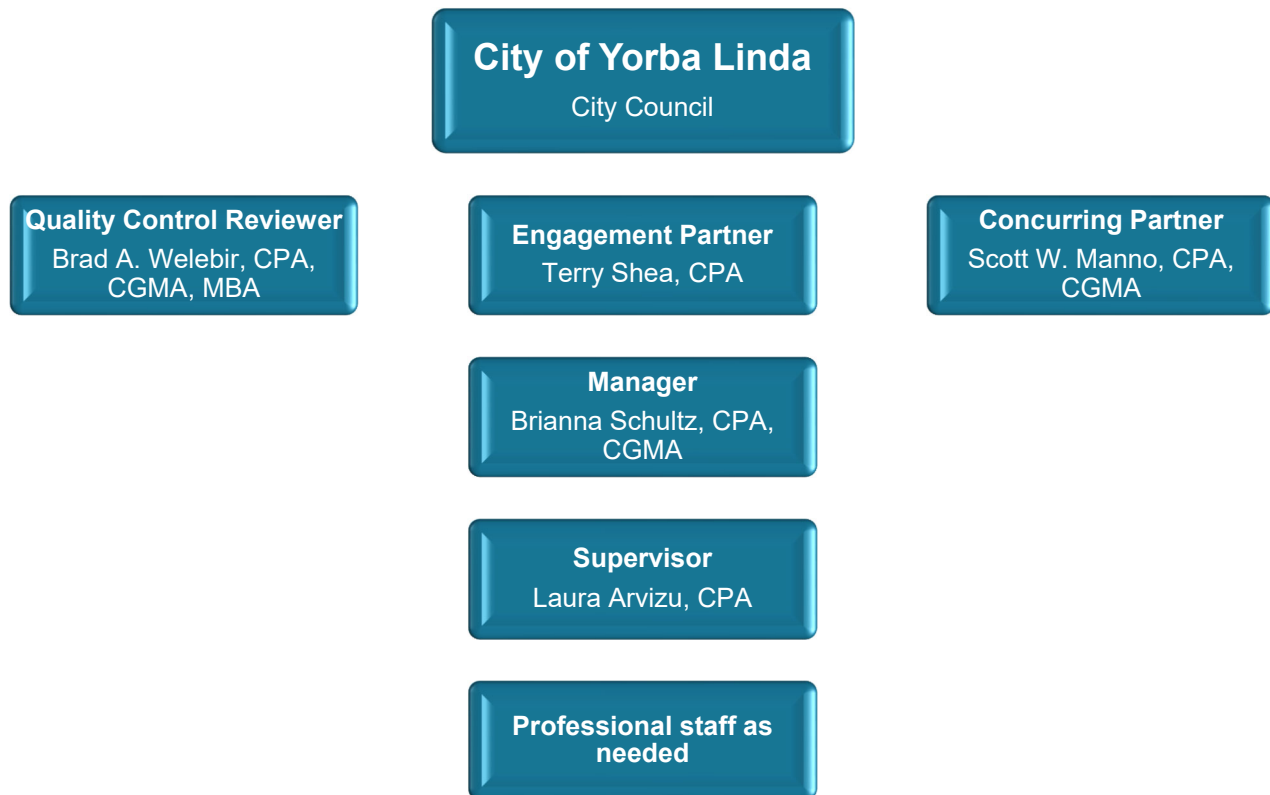 City of Yorba Linda
City Council
Quality Control Reviewer
Brad A. Welebir, CPA,
CGMA, MBA
Engagement Partner
Terry Shea, CPA
Concurring Partner
Scott W. Manno, CPA,
CGMA
Manager
Brianna Schultz, CPA,
CGMA
Supervisor
Laura Arvizu, CPA
Professional staff as
needed